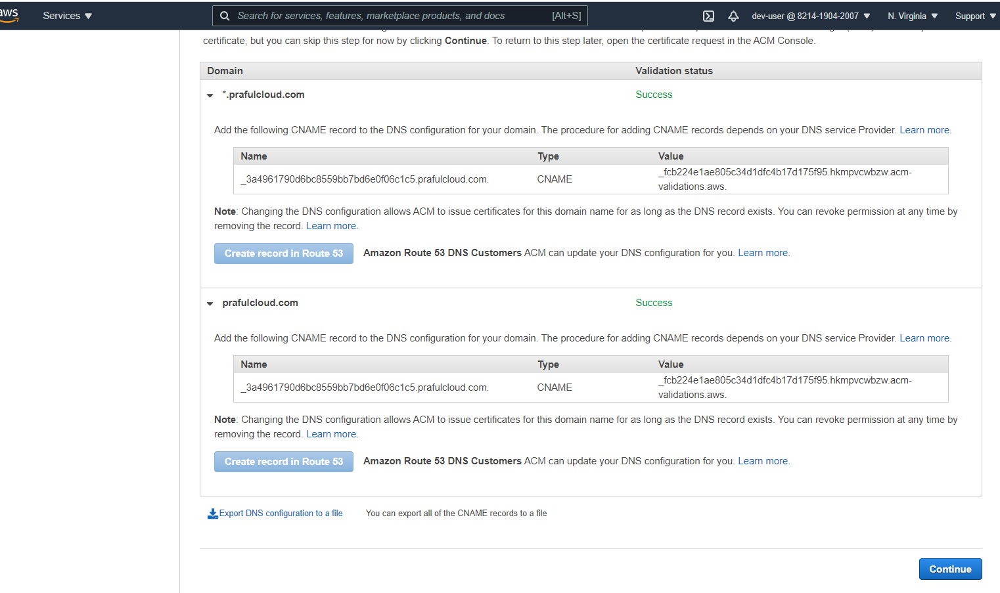 aws
Services
Search for services, features, marketplace products, and docs [Alt+S]
dev-user @ 8214-1904-2007
N. Virginia
Support
certificate, but you can skip this step for now by clicking Continue. To return to this step later, open the certificate request in the ACM Console.
Domain Validation status
*.prafulcloud.com Success
Add the following CNAME record to the DNS configuration for your domain. The procedure for adding CNAME records depends on your DNS service Provider. Learn more.
Name Type Value
_3a4961790d6bc8559bb7bd6e0f06c1c5.prafulcloud.com. CNAME _fcb224e1ae805c34d1dfc4b17d175f95.hkmpvcwbzw.acm-
validations.aws.
Note: Changing the DNS configuration allows ACM to issue certificates for this domain name for as long as the DNS record exists. You can revoke permission at any time by
removing the record. Learn more.
Create record in Route 53 Amazon Route 53 DNS Customers ACM can update your DNS configuration for you. Learn more.
prafulcloud.com Success
Add the following CNAME record to the DNS configuration for your domain. The procedure for adding CNAME records depends on your DNS service Provider. Learn more.
Name Type Value
_3a4961790d6bc8559bb7bd6e0f06c1c5.prafulcloud.com. CNAME _fcb224e1ae805c34d1dfc4b17d175f95.hkmpvcwbzw.acm-
validations.aws.
Note: Changing the DNS configuration allows ACM to issue certificates for this domain name for as long as the DNS record exists. You can revoke permission at any time by
removing the record. Learn more.
Create record in Route 53 Amazon Route 53 DNS Customers ACM can update your DNS configuration for you. Learn more.
Export DNS configuration to a file You can export all of the CNAME records to a file
Continue